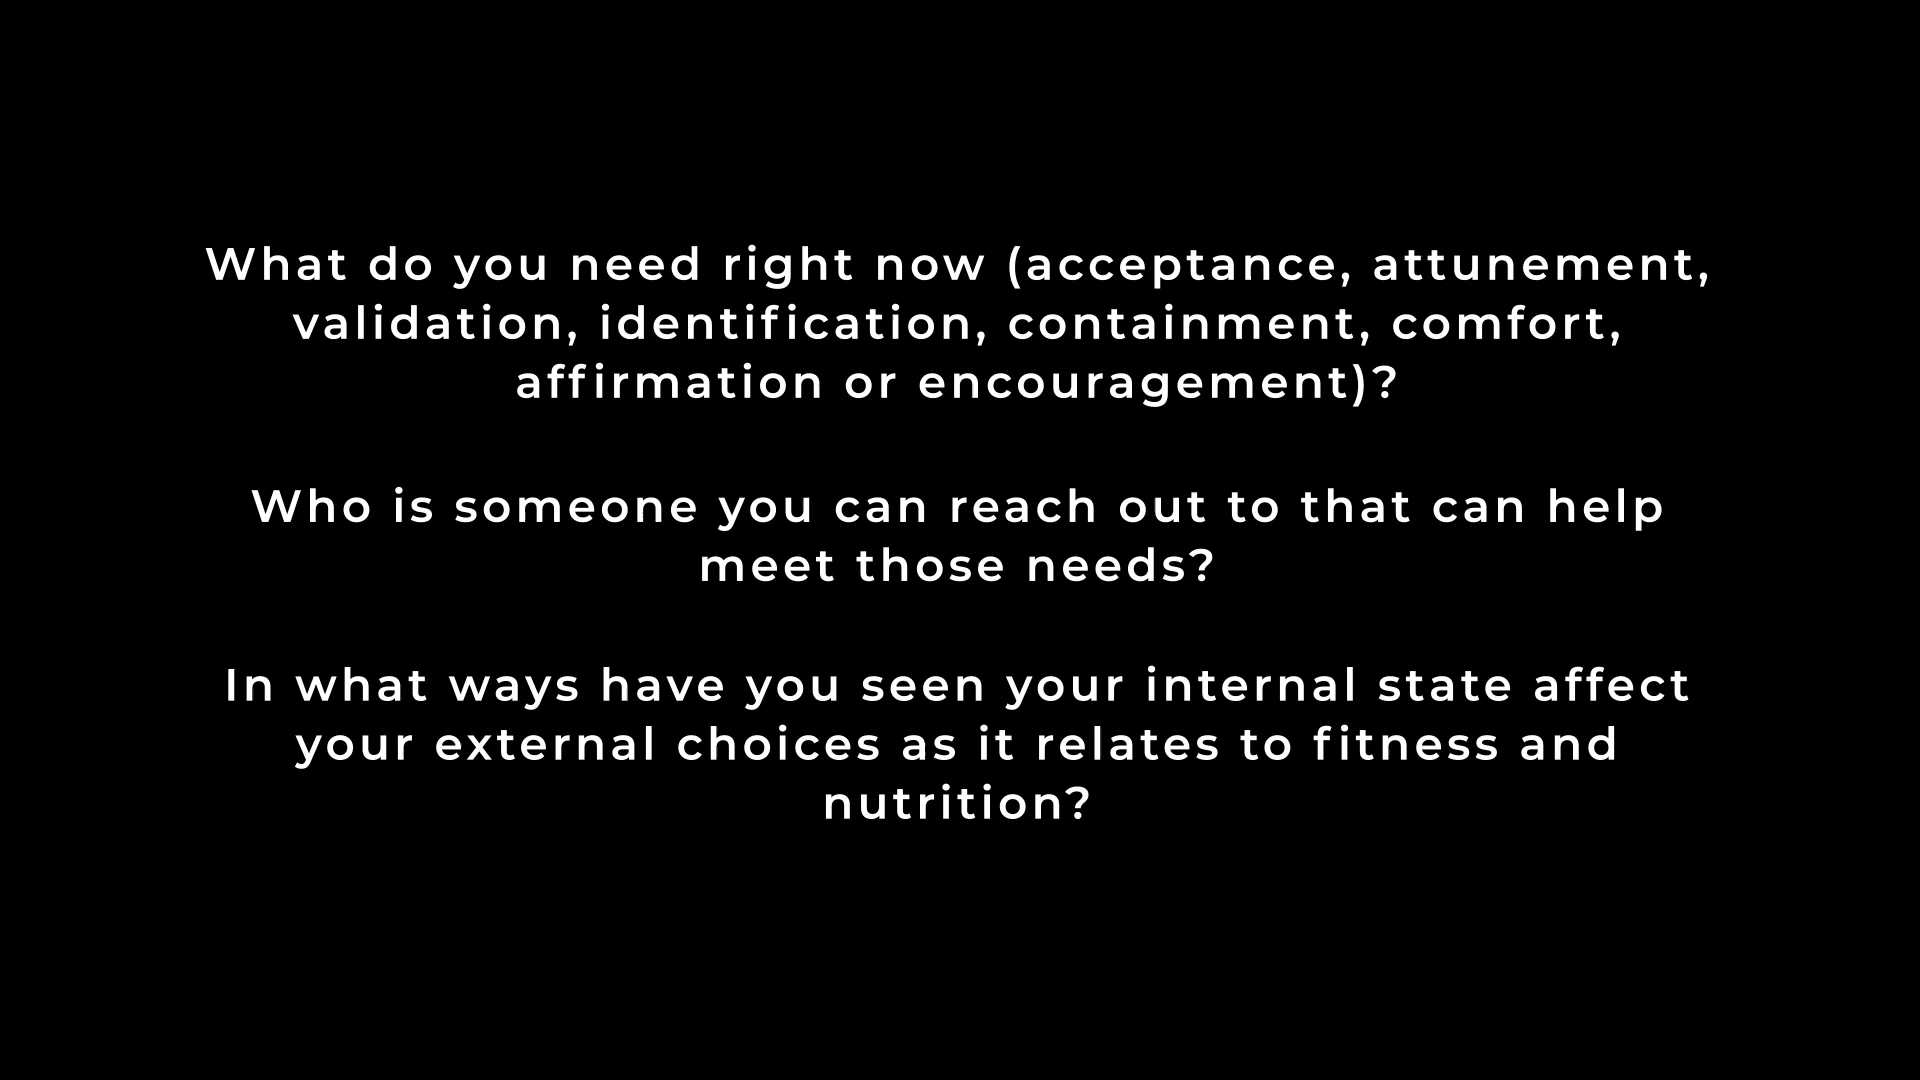 What do you need right now (acceptance, attunement,
validation, identification, containment, comfort,
affirmation or encouragement)?
Who is someone you can reach out to that can help
meet those needs?
In what ways have you seen your internal state affect
your external choices as it relates to fitness and
nutrition?